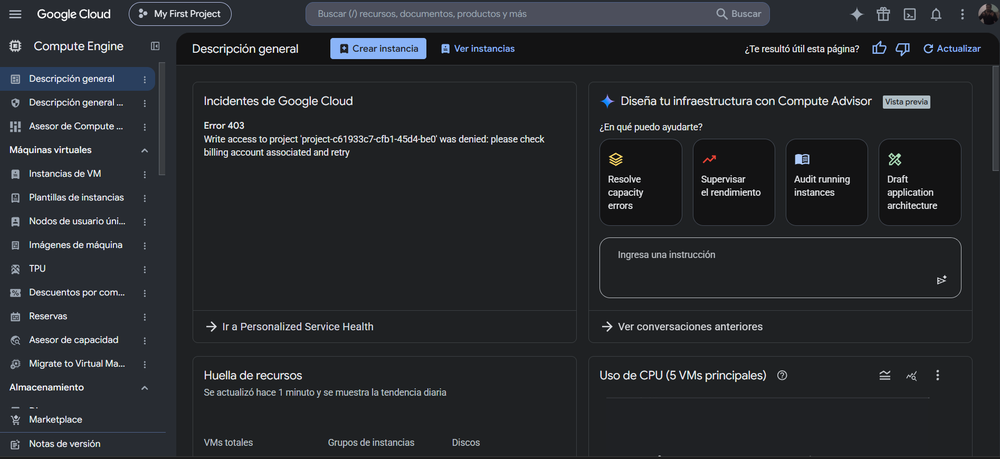 Google Cloud
My First Project
Buscar (/) recursos, documentos, productos y más
Buscar
Compute Engine
Descripción general
Crear instancia
Ver instancias
¿Te resultó útil esta página?
Actualizar
Descripción general
Descripción general ...
Asesor de Compute ...
Máquinas virtuales
Instancias de VM
Plantillas de instancias
Nodos de usuario úni...
Imágenes de máquina
TPU
Descuentos por com...
Reservas
Asesor de capacidad
Migrate to Virtual Ma...
Almacenamiento
Marketplace
Notas de versión
Incidentes de Google Cloud
Error 403
Write access to project 'project-c61933c7-cfb1-45d4-be0' was denied: please check
billing account associated and retry
Ir a Personalized Service Health
Diseña tu infraestructura con Compute Advisor
Vista previa
¿En qué puedo ayudarte?
Resolve
capacity
errors
Supervisar
el rendimiento
Audit running
instances
Draft
application
architecture
Ingresa una instrucción
Ver conversaciones anteriores
Huella de recursos
Se actualizó hace 1 minuto y se muestra la tendencia diaria
VMs totales
Grupos de instancias
Discos
Uso de CPU (5 VMs principales)